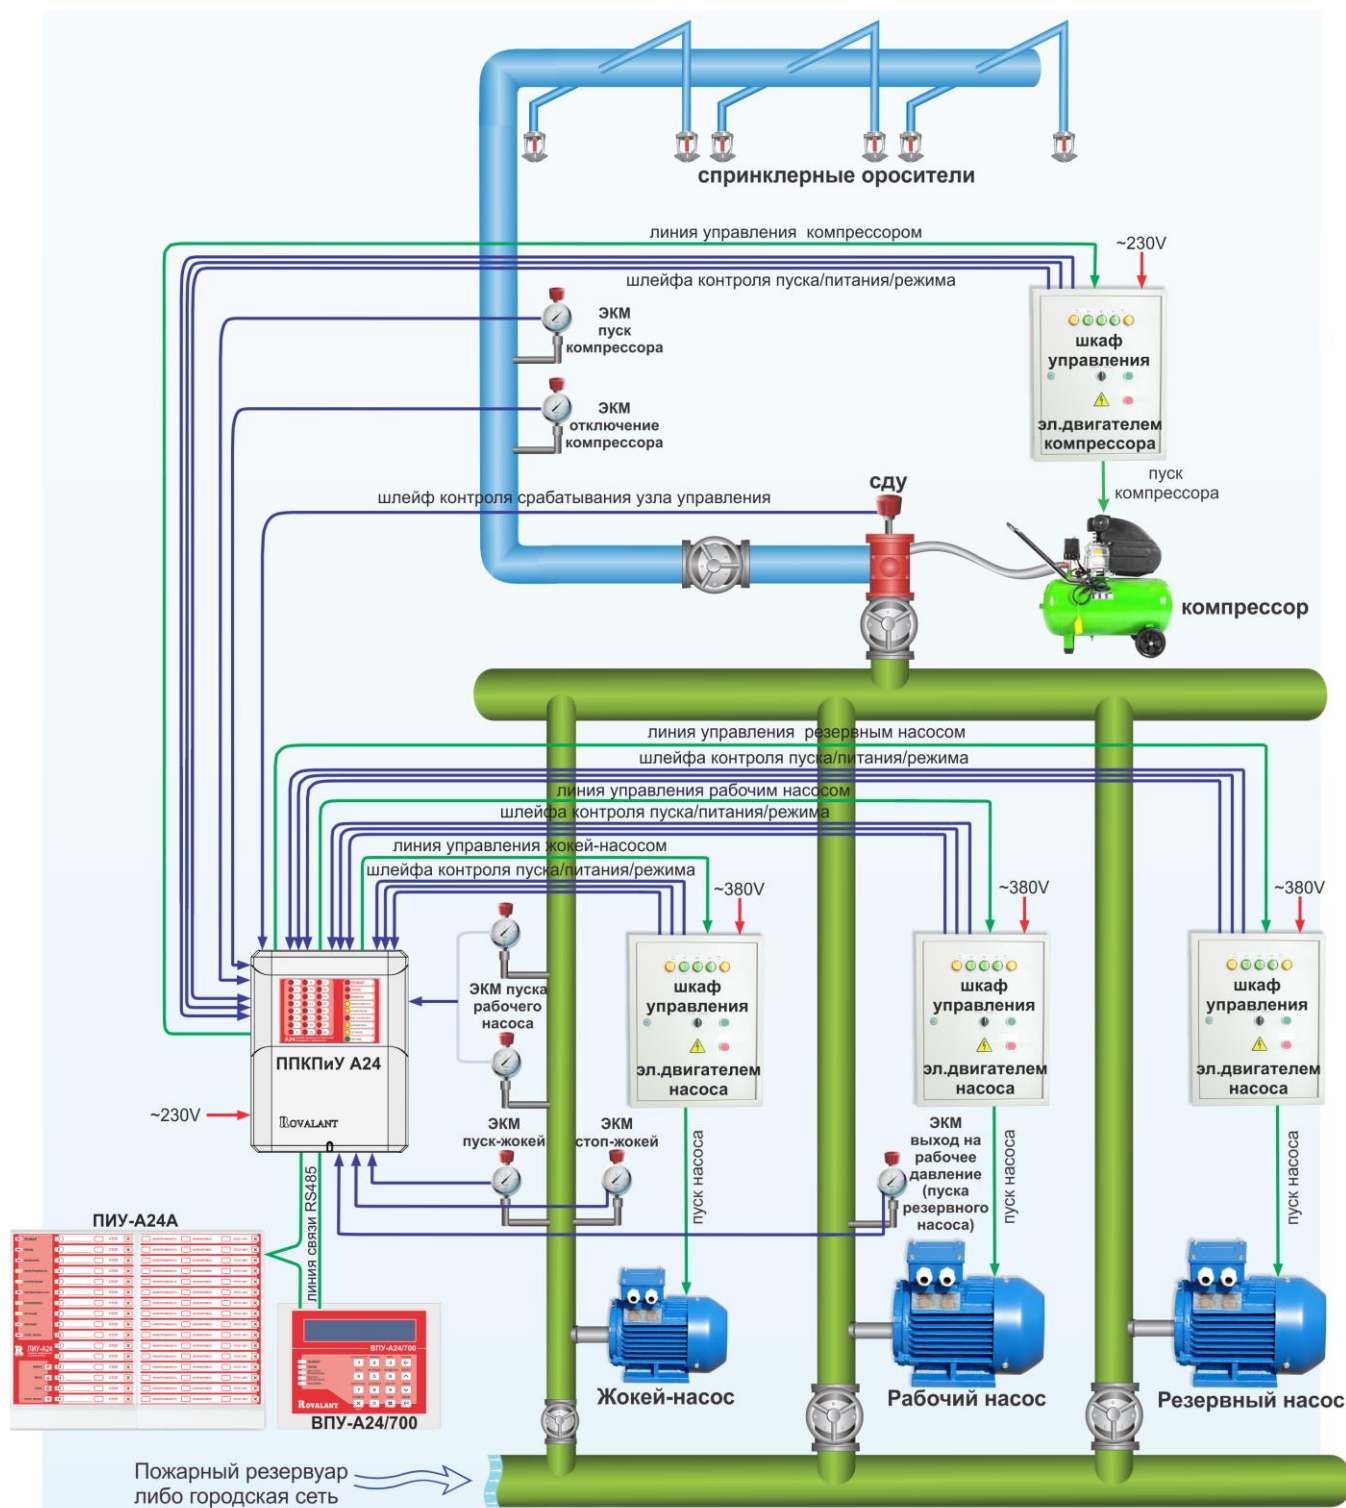 спринклерные оросители
линия управления компрессором
~230V
шлейфа контроля пуска/питания/режима
ЭКМ
пуск
компрессора
шкаф
управления
эл.двигателем
компрессора
ЭКМ
отключение
компрессора
пуск
компрессора
сду
шлейф контроля срабатывания узла управления
компрессор
линия управления резервным насосом
шлейфа контроля пуска/питания/режима
линия управления рабочим насосом
шлейфа контроля пуска/питания/режима
линия управления жокей-насосом
шлейфа контроля пуска/питания/режима
~380V
~380V
~380V
ЭКМ пуска
рабочего
насоса
шкаф
управления
эл.двигателем
насоса
шкаф
управления
эл.двигателем
насоса
шкаф
управления
эл.двигателем
насоса
А24
ППКПиУ А24
~230V
ROVALANT
ЭКМ
пуск-жокей
ЭКМ
стоп-жокей
ЭКМ
выход на
рабочее
давление
(пуска
резервного
насоса)
пуск насоса
пуск насоса
пуск насоса
линия связи RS485
ПИУ-А24А
ПИУ-А24
ВПУ-А24/700
ROVALANT
ВПУ-А24/700
Жокей-насос
Рабочий насос
Резервный насос
Пожарный резервуар
либо городская сеть